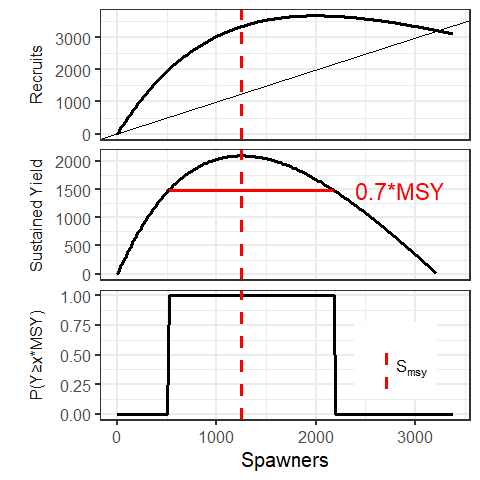 Recruits
3000
2000
1000
0
Sustained Yield
2000
1500
1000
500
0
0.7*MSY
P(Y≥x*MSY)
1.00
0.75
0.50
0.25
0.00
Smsy
0 1000 2000 3000
Spawners